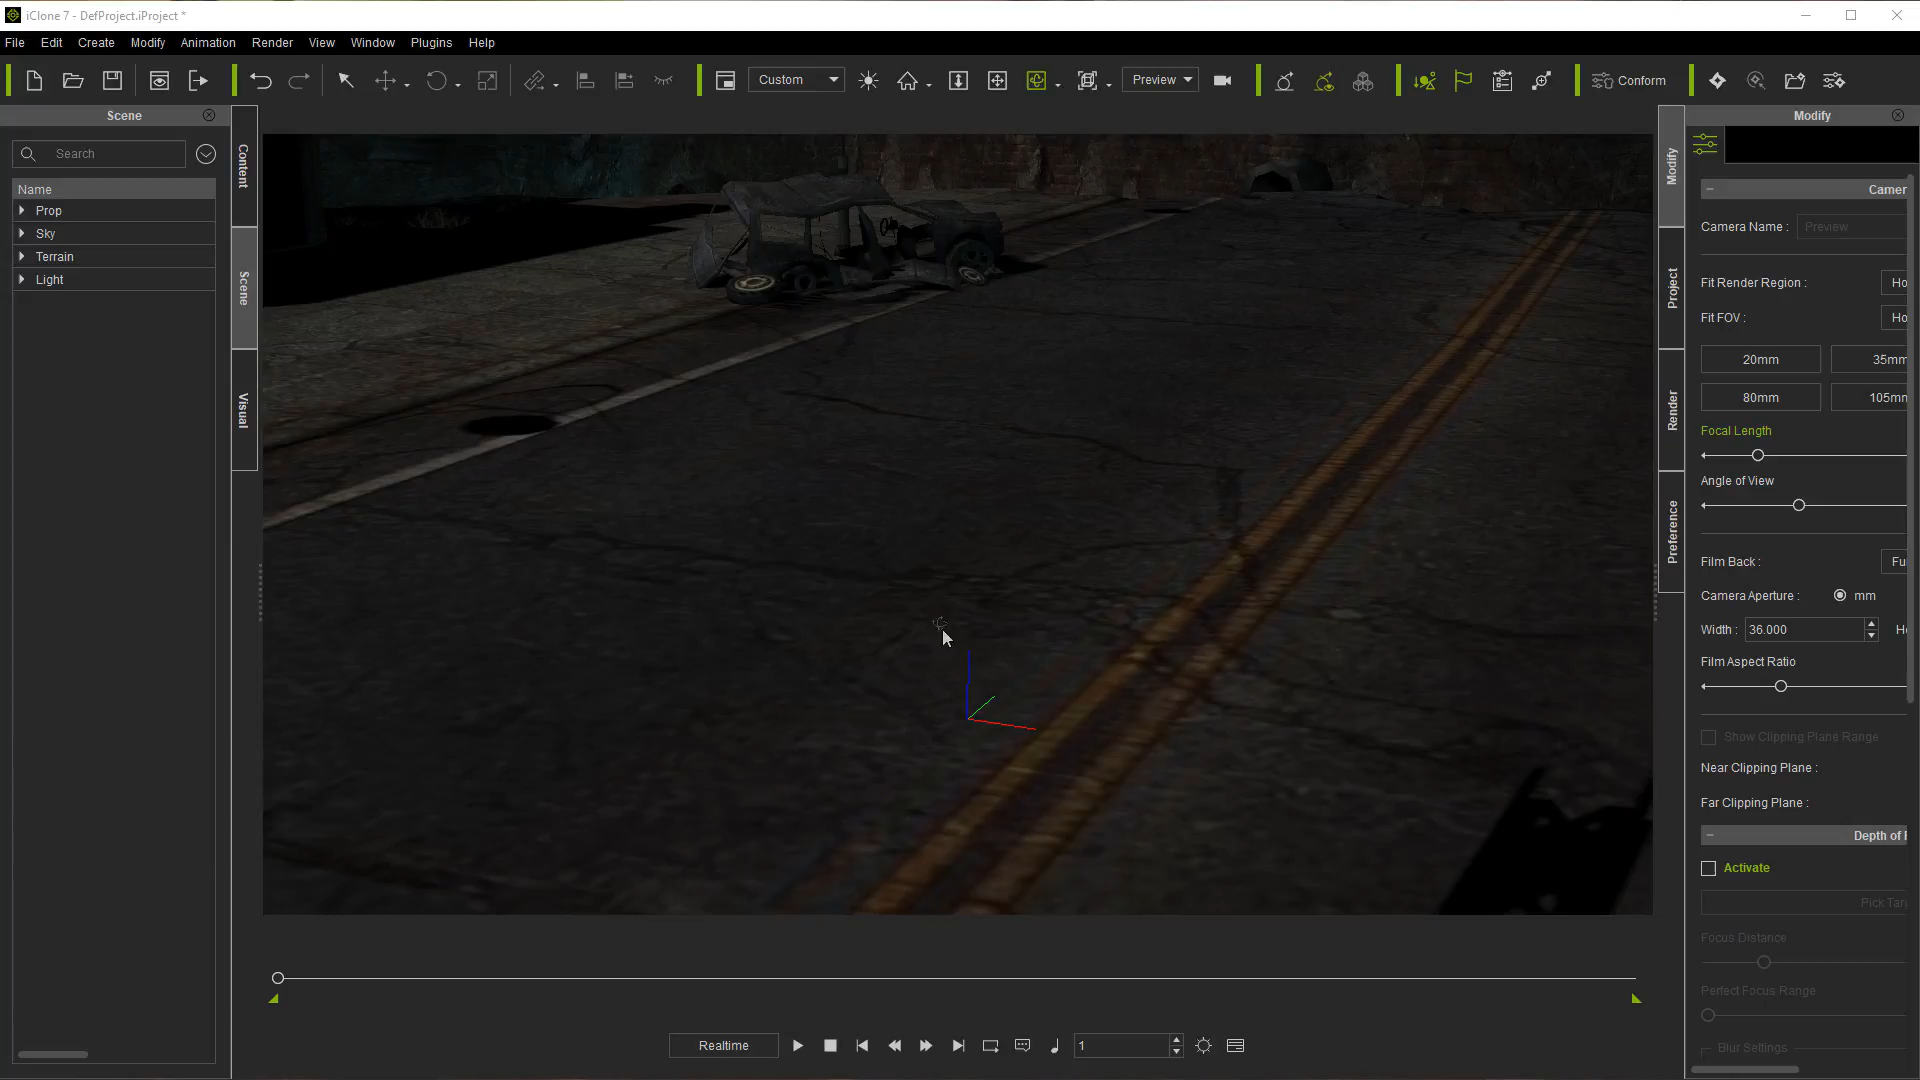 iClone 7 - DefProject.iProject *
File Edit Create Modify Animation Render View Window Plugins Help
Custom
Preview
Conform
Scene
Search
Name
Prop
Sky
Terrain
Light
Content
Scene
Visual
Modify
Project
Render
Preference
Modify
Camer
Camera Name : Preview
Fit Render Region : Ho
Fit FOV : Ho
20mm 35mm
80mm 105mm
Focal Length
Angle of View
Film Back : Fu
Camera Aperture : mm
Width : 36.000 He
Film Aspect Ratio
Show Clipping Plane Range
Near Clipping Plane :
Far Clipping Plane :
Depth of F
Activate
Pick Tar
Focus Distance
Perfect Focus Range
Blur Settings
Realtime
1